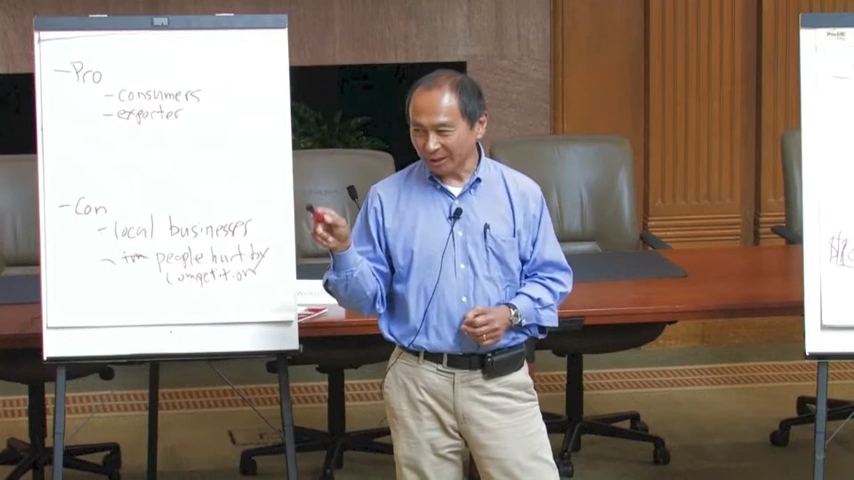 - Pro
- consumers
- exporter
- Con
- local businesses
- people hurt by
competition